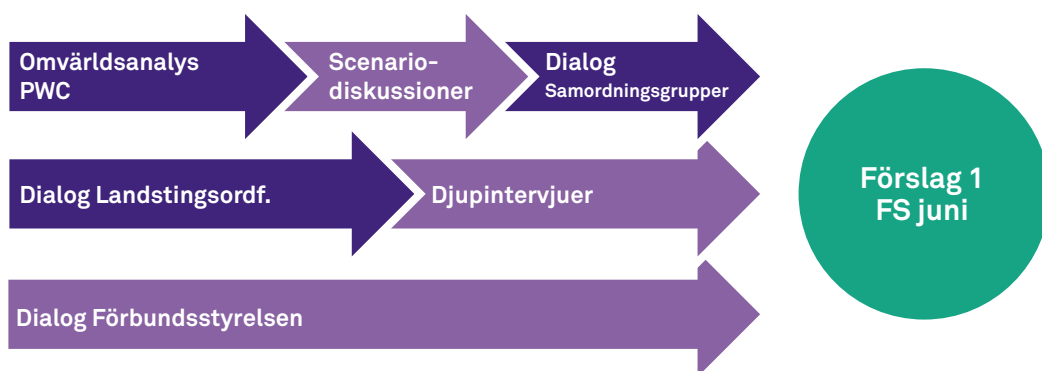 Omvärldsanalys
PWC
Scenario-
diskussioner
Dialog
Samordningsgrupper
Dialog Landstingsordf.
Djupintervjuer
Dialog Förbundsstyrelsen
Förslag 1
FS juni